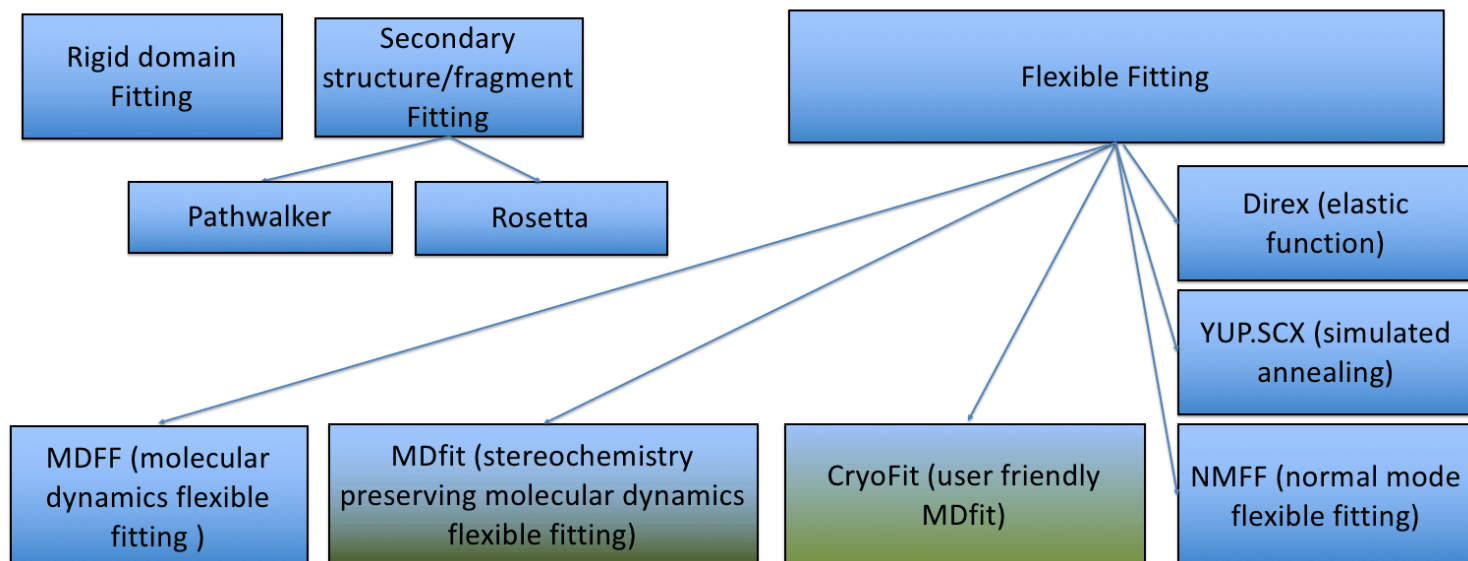 Rigid domain
Fitting
Secondary
structure/fragment
Fitting
Flexible Fitting
Pathwalker
Rosetta
Direx (elastic
function)
YUP.SCX (simulated
annealing)
MDFF (molecular
dynamics flexible
fitting )
MDfit (stereochemistry
preserving molecular dynamics
flexible fitting)
CryoFit (user friendly
MDfit)
NMFF (normal mode
flexible fitting)